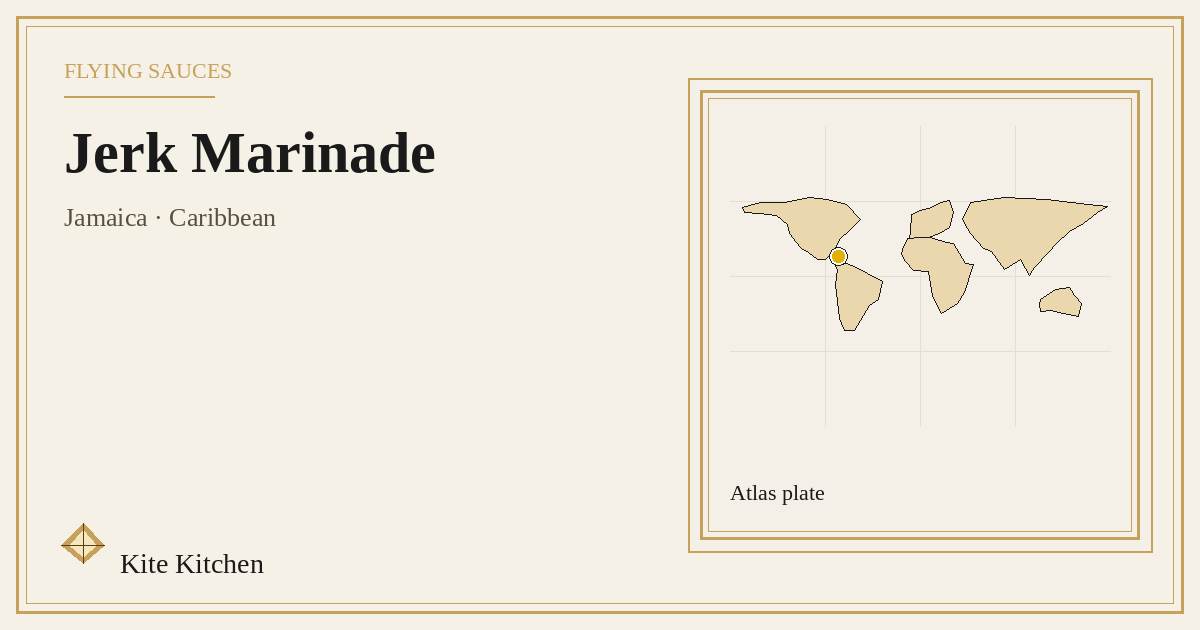 FLYING SAUCES
Jerk Marinade
Jamaica · Caribbean
Atlas plate
Kite Kitchen